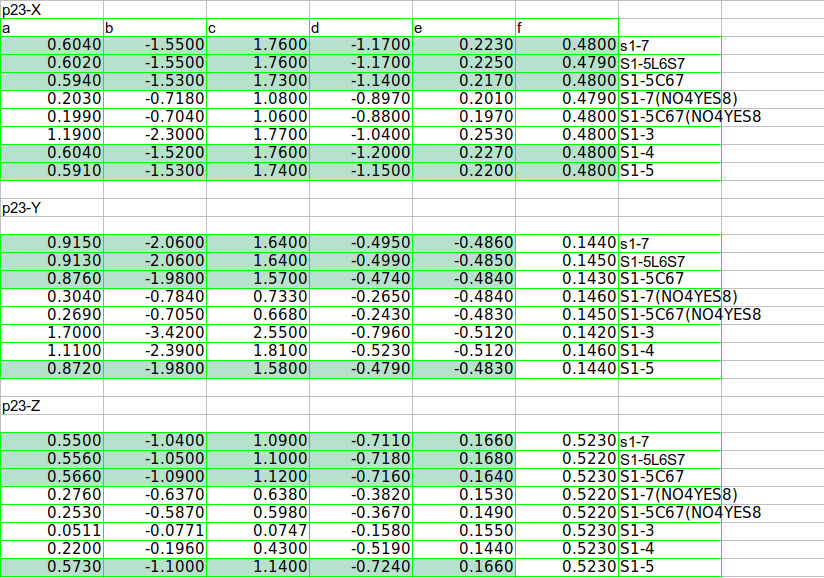 p23-X
a b c d e f
0.6040 -1.5500 1.7600 -1.1700 0.2230 0.4800 s1-7
0.6020 -1.5500 1.7600 -1.1700 0.2250 0.4790 S1-5L6S7
0.5940 -1.5300 1.7300 -1.1400 0.2170 0.4800 S1-5C67
0.2030 -0.7180 1.0800 -0.8970 0.2010 0.4790 S1-7(NO4YES8)
0.1990 -0.7040 1.0600 -0.8800 0.1970 0.4800 S1-5C67(NO4YES8
1.1900 -2.3000 1.7700 -1.0400 0.2530 0.4800 S1-3
0.6040 -1.5200 1.7600 -1.2000 0.2270 0.4800 S1-4
0.5910 -1.5300 1.7400 -1.1500 0.2200 0.4800 S1-5
p23-Y
0.9150 -2.0600 1.6400 -0.4950 -0.4860 0.1440 s1-7
0.9130 -2.0600 1.6400 -0.4990 -0.4850 0.1450 S1-5L6S7
0.8760 -1.9800 1.5700 -0.4740 -0.4840 0.1430 S1-5C67
0.3040 -0.7840 0.7330 -0.2650 -0.4840 0.1460 S1-7(NO4YES8)
0.2690 -0.7050 0.6680 -0.2430 -0.4830 0.1450 S1-5C67(NO4YES8
1.7000 -3.4200 2.5500 -0.7960 -0.5120 0.1420 S1-3
1.1100 -2.3900 1.8100 -0.5230 -0.5120 0.1460 S1-4
0.8720 -1.9800 1.5800 -0.4790 -0.4830 0.1440 S1-5
p23-Z
0.5500 -1.0400 1.0900 -0.7110 0.1660 0.5230 s1-7
0.5560 -1.0500 1.1000 -0.7180 0.1680 0.5220 S1-5L6S7
0.5660 -1.0900 1.1200 -0.7160 0.1640 0.5230 S1-5C67
0.2760 -0.6370 0.6380 -0.3820 0.1530 0.5220 S1-7(NO4YES8)
0.2530 -0.5870 0.5980 -0.3670 0.1490 0.5220 S1-5C67(NO4YES8
0.0511 -0.0771 0.0747 -0.1580 0.1550 0.5230 S1-3
0.2200 -0.1960 0.4300 -0.5190 0.1440 0.5230 S1-4
0.5730 -1.1000 1.1400 -0.7240 0.1660 0.5230 S1-5